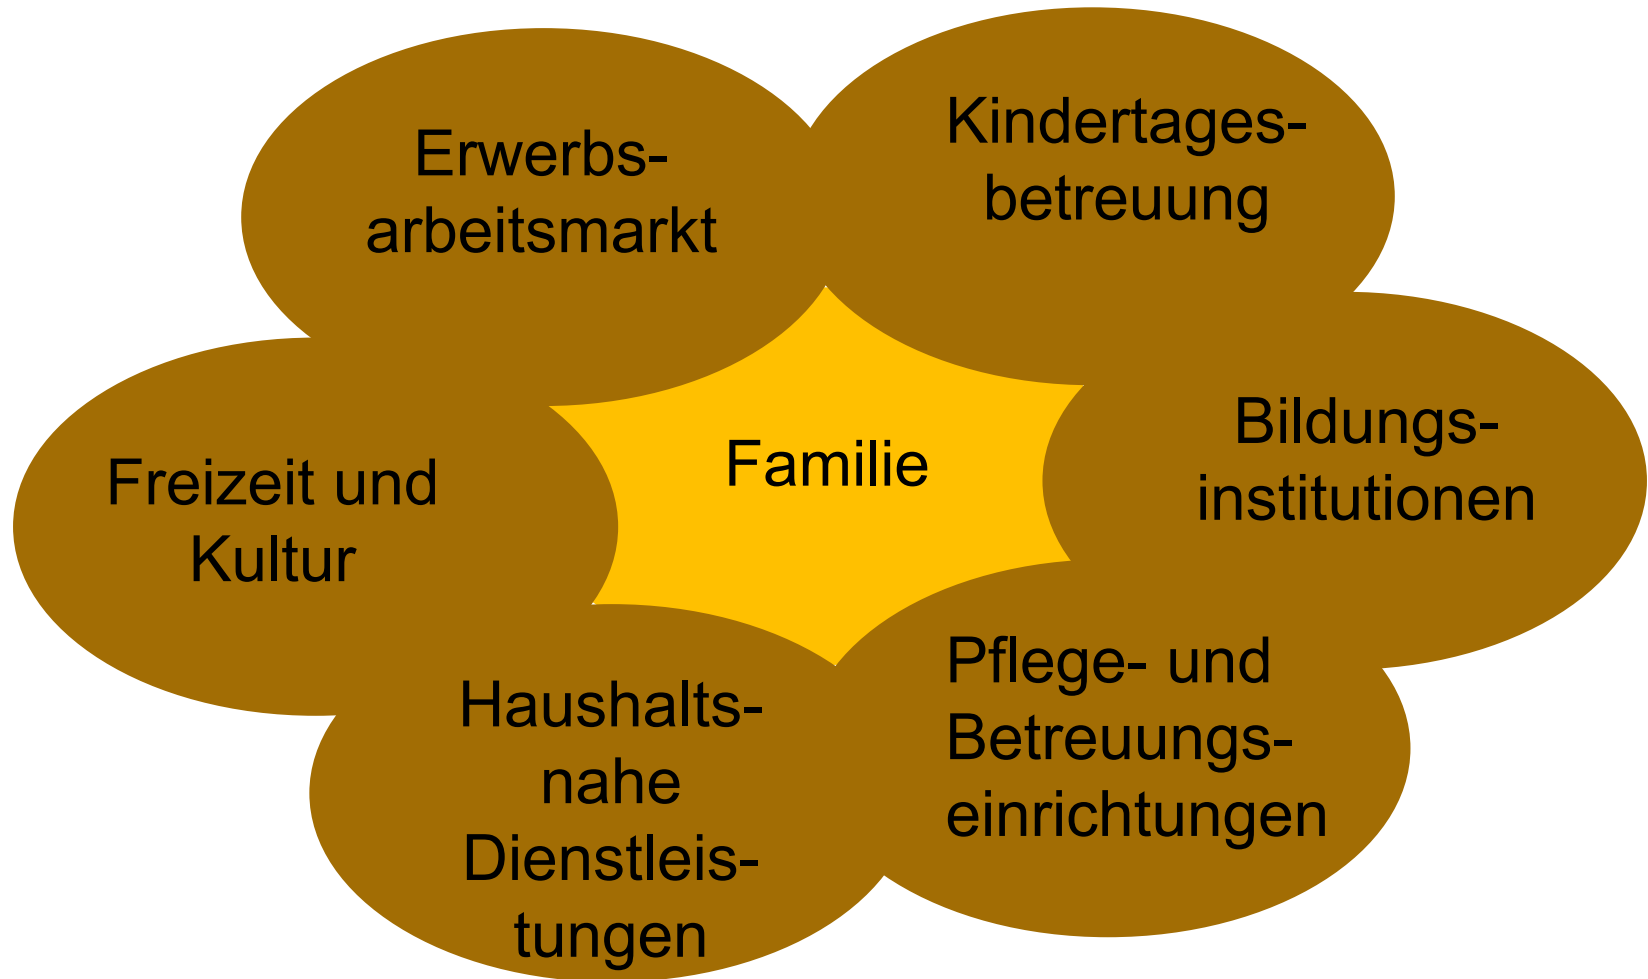 Erwerbs-
arbeitsmarkt
Kindertages-
betreuung
Freizeit und
Kultur
Familie
Bildungs-
institutionen
Haushalts-
nahe
Dienstleis-
tungen
Pflege- und
Betreuungs-
einrichtungen